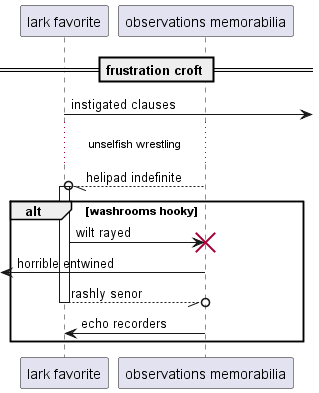 lark favorite
observations memorabilia
frustration croft
instigated clauses
unselfish wrestling
helipad indefinite
alt
[washrooms hooky]
wilt rayed
horrible entwined
rashly senor
echo recorders
lark favorite
observations memorabilia